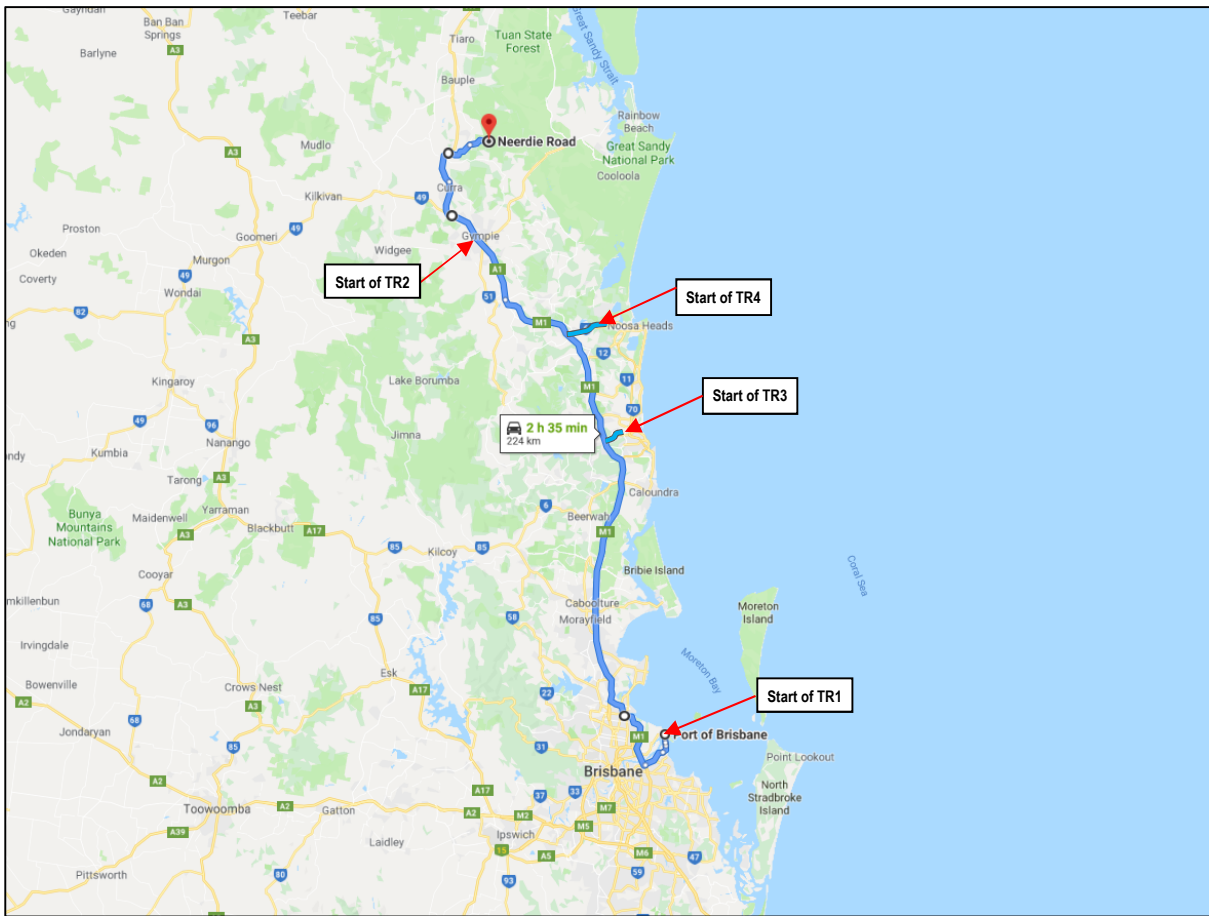 Gayndah
Teebar
Ban Ban
Springs
A3
Tiaro
Tuan State
Forest
Great Sandy Strait
Barlyne
A3
Bauple
Rainbow
Beach
Neerdie Road
Great Sandy
National Park
Mudlo
A3
Cooloola
Curra
Kilkivan
49
Proston
49
Goomeri
Widgee
Gympie
Okeden
Coverty
Murgon
49
Wondai
Start of TR2
A1
51
Start of TR4
82
M1
Noosa Heads
A3
12
Kingaroy
Lake Borumba
M1
11
Start of TR3
70
49
96
2 h 35 min
224 km
Jimna
Kumbia
Nanango
Tarong
A3
Caloundra
6
Beerwah
Bunya
Mountains
National Park
Maidenwell
Yarraman
A3
Blackbutt
A17
M1
85
Kilcoy
85
Bribie Island
Coral Sea
Cooyar
68
A3
85
58
Caboolture
Morayfield
Moreton
Island
Irvingdale
Esk
Moreton Bay
Bowenville
Crows Nest
A17
22
Start of TR1
A2
68
Jondaryan
85
31
M1
Port of Brisbane
Point Lookout
Brisbane
A2
North
Stradbroke
Island
Toowoomba
A2
Gatton
A17
37
33
M7
A2
M2
M5
A39
Laidley
Ipswich
15
A5
M6
47
Pittsworth
80
93
59